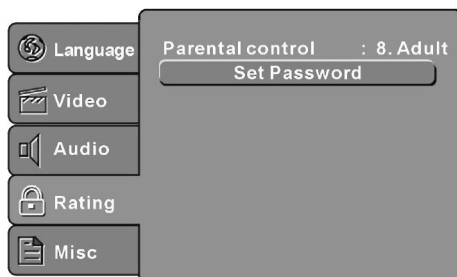 Language
Video
Audio
Rating
Misc
Parental control : 8. Adult
Set Password